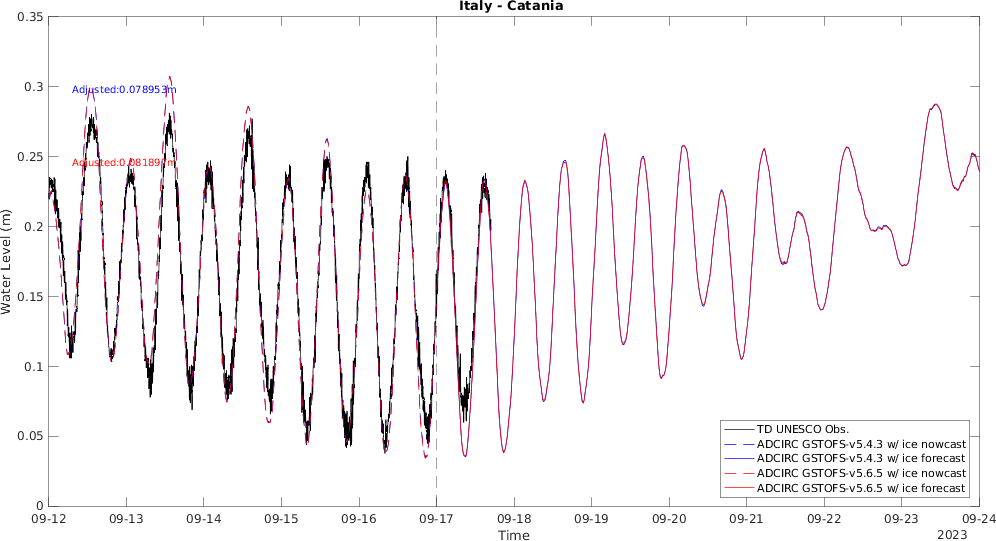 Italy - Catania
0.35
0.3
0.25
0.2
0.15
0.1
0.05
0
Water Level (m)
Adjusted:0.078953m
TD UNESCO Obs.
ADCIRC GSTOFS-v5.4.3 w/ ice nowcast
ADCIRC GSTOFS-v5.4.3 w/ ice forecast
ADCIRC GSTOFS-v5.6.5 w/ ice nowcast
ADCIRC GSTOFS-v5.6.5 w/ ice forecast
09-12 09-13 09-14 09-15 09-16 09-17 09-18 09-19 09-20 09-21 09-22 09-23 09-24
Time
2023